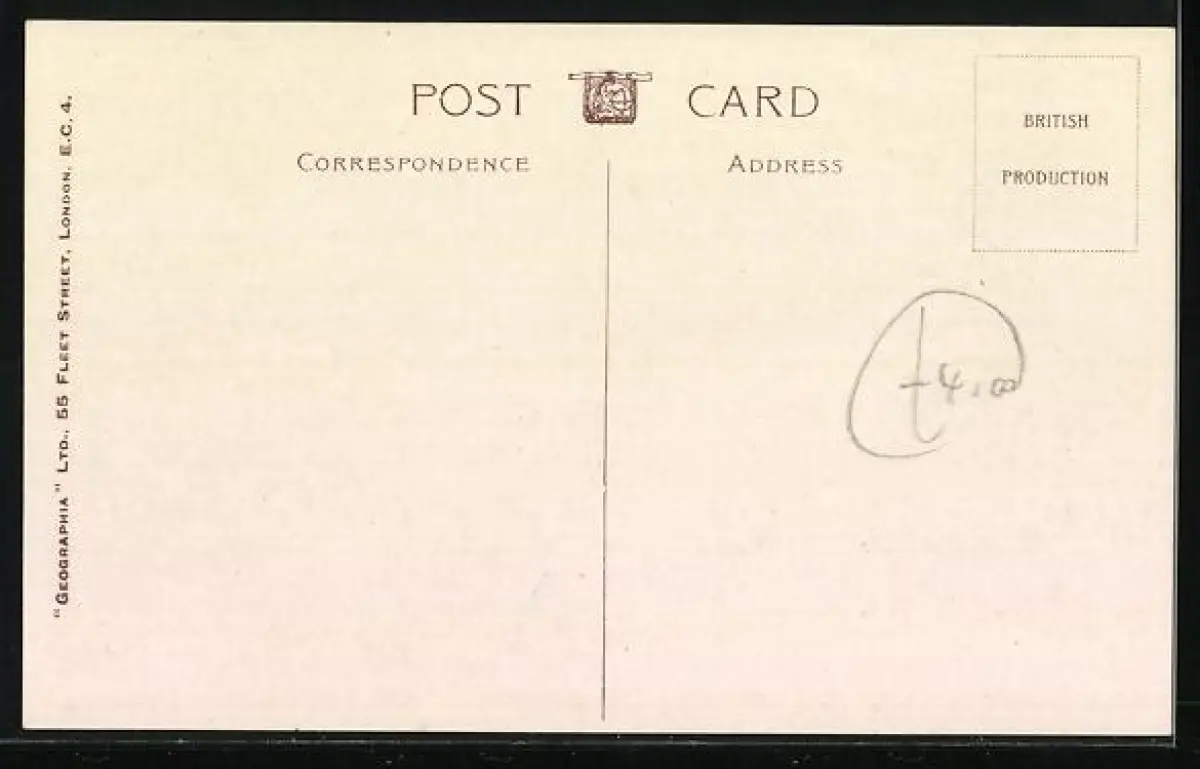 POST CARD
CORRESPONDENCE
ADDRESS
BRITISH
PRODUCTION
£4.00
"GEOGRAPHIA" LTD., 55 FLEET STREET, LONDON, E.C. 4.